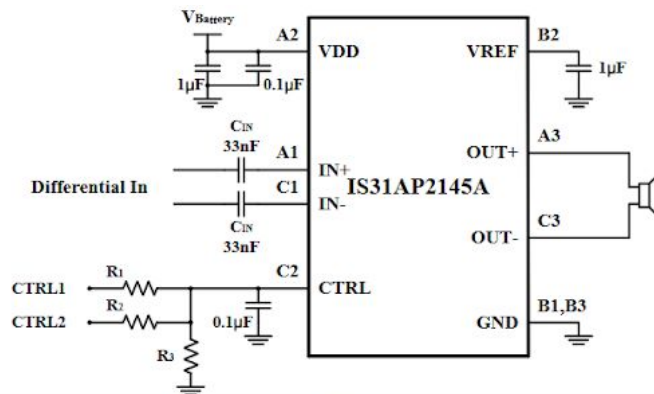 VBattery
A2
VDD
VREF
B2
1µF
0.1µF
1µF
CIN
33nF
A1
IN+
OUT+
A3
Differential In
C1
IN-
IS31AP2145A
CIN
33nF
OUT-
C3
CTRL1
R1
C2
CTRL
CTRL2
R2
0.1µF
R3
GND
B1,B3